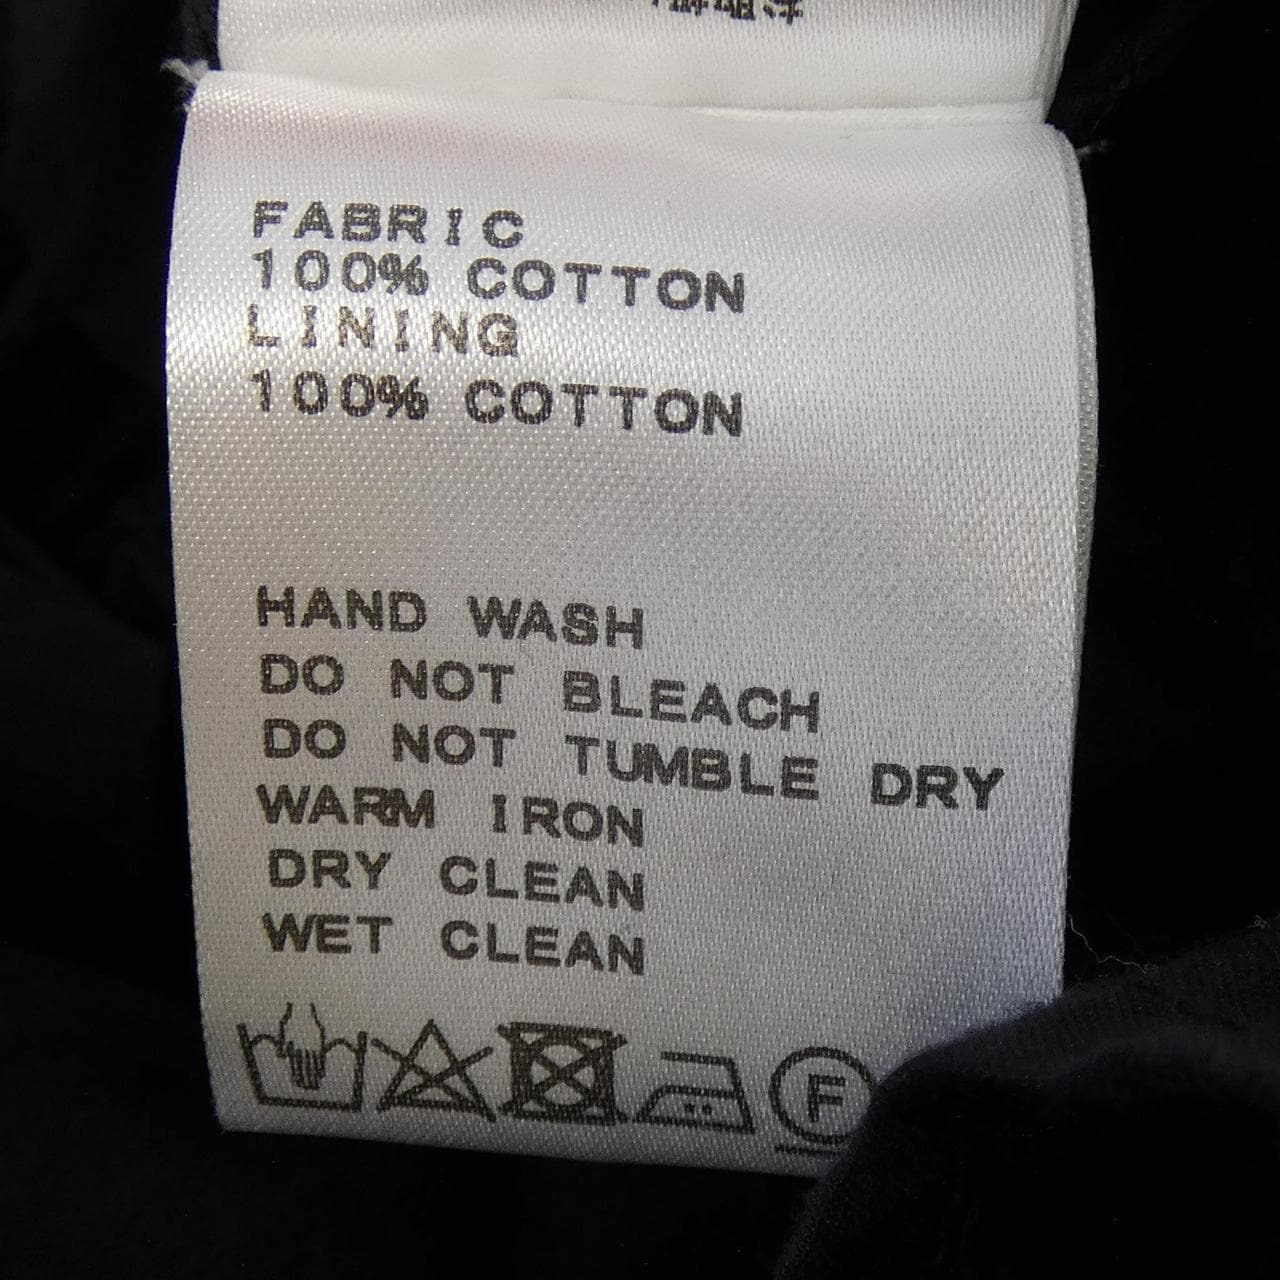 FABRIC
100% COTTON
LINING
100% COTTON
HAND WASH
DO NOT BLEACH
DO NOT TUMBLE DRY
WARM IRON
DRY CLEAN
WET CLEAN
F